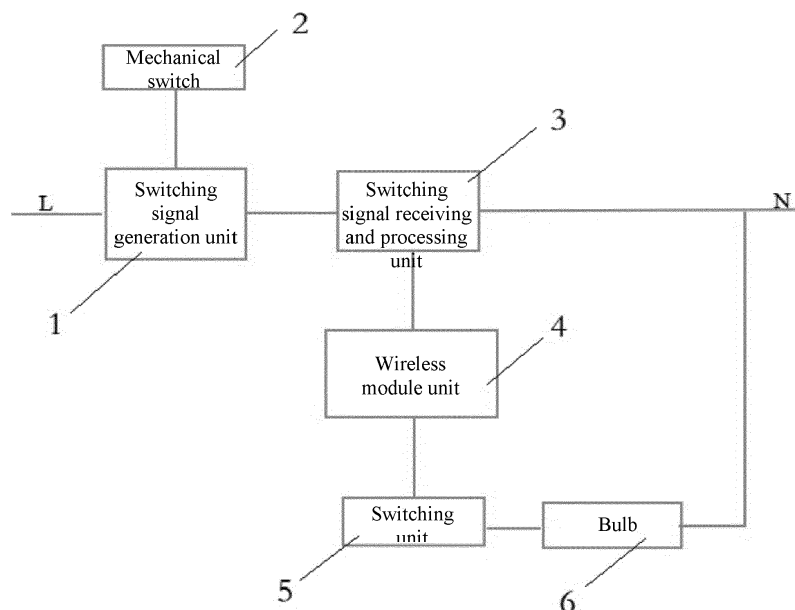 2
Mechanical
switch
3
L
Switching
signal
generation unit
Switching
signal receiving
and processing
unit
N
1
4
Wireless
module unit
Switching
unit
Bulb
5
6